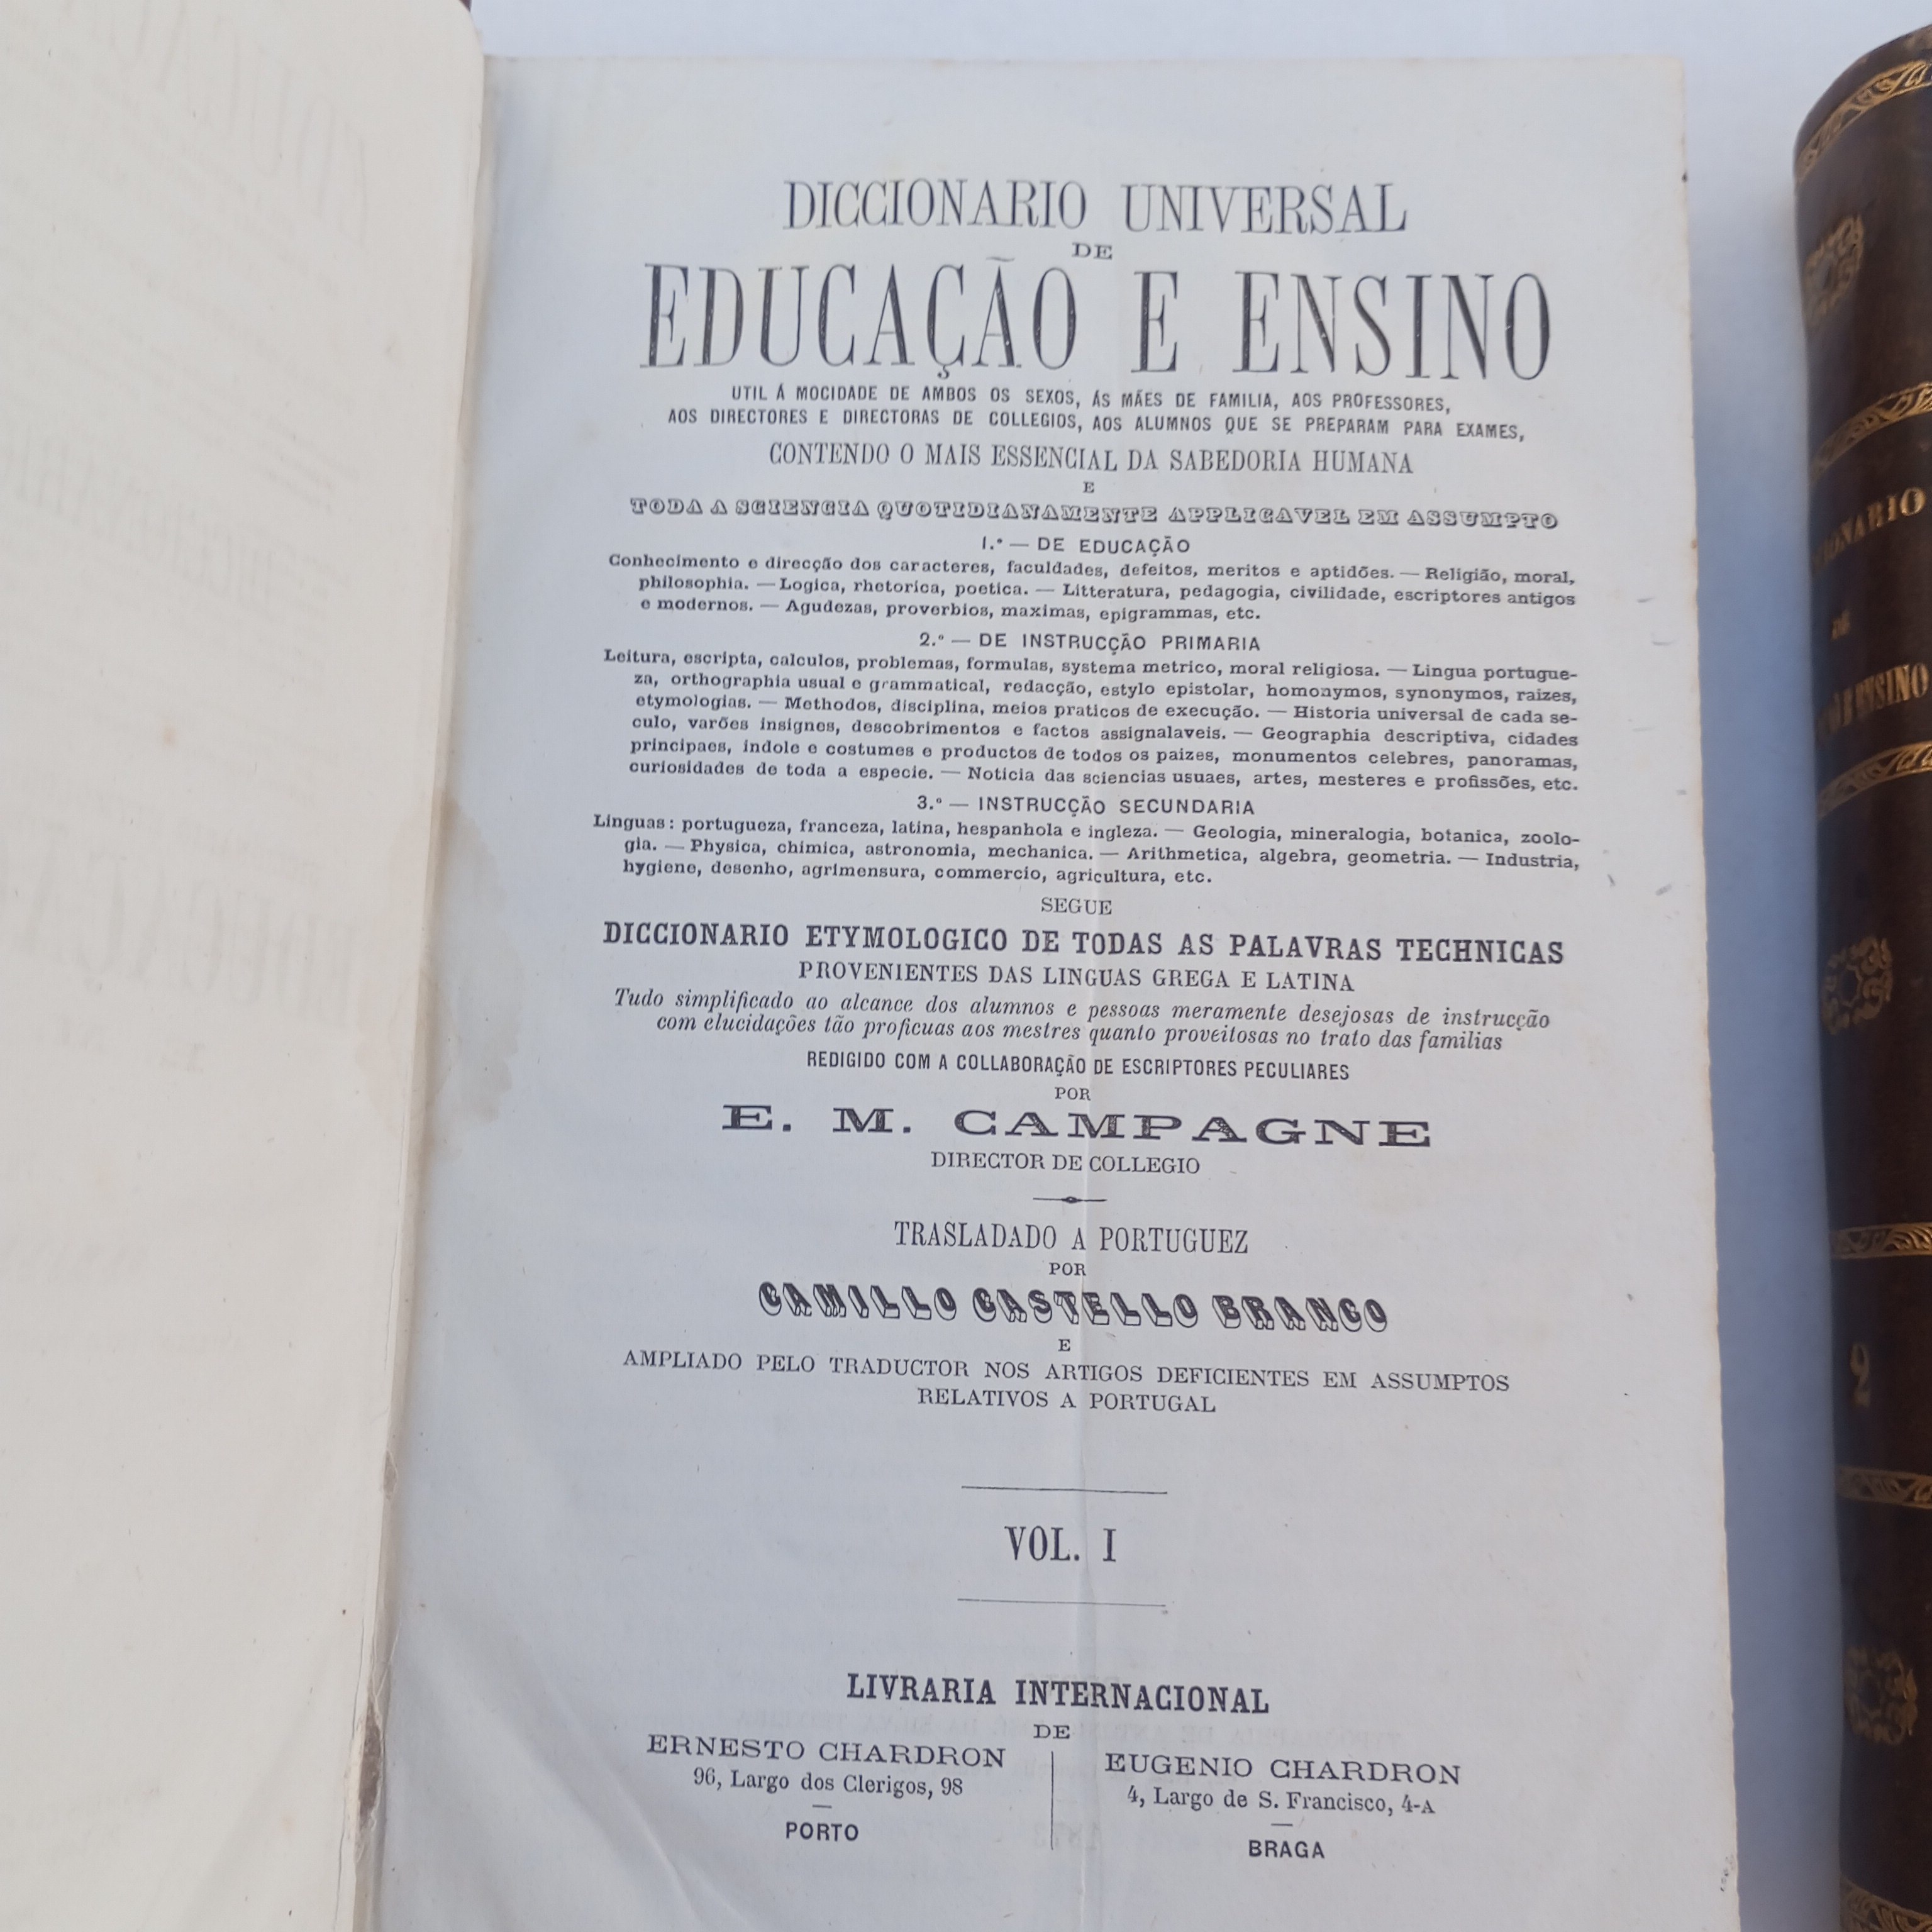 DICCIONARIO UNIVERSAL
DE
EDUCAÇÃO E ENSINO
UTIL Á MOCIDADE DE AMBOS OS SEXOS, ÁS MÃES DE FAMILIA, AOS PROFESSORES,
AOS DIRECTORES E DIRECTORAS DE COLLEGIOS, AOS ALUMNOS QUE SE PREPARAM PARA EXAMES,
CONTENDO O MAIS ESSENCIAL DA SABEDORIA HUMANA
E
TODA A SCIENCIA QUOTIDIANAMENTE APPLICAVEL EM ASSUMPTO
1.º — DE EDUCAÇÃO
Conhecimento e direcção dos caracteres, faculdades, defeitos, meritos e aptidões. — Religião, moral,
philosophia. — Logica, rhetorica, poetica. — Litteratura, pedagogia, civilidade, escriptores antigos
e modernos. — Agudezas, proverbios, maximas, epigrammas, etc.
2.º — DE INSTRUCÇÃO PRIMARIA
Leitura, escripta, calculos, problemas, formulas, systema metrico, moral religiosa. — Lingua portugue-
za, orthographia usual e grammatical, redacção, estylo epistolar, homonymos, synonymos, raizes,
etymologias. — Methodos, disciplina, meios praticos de execução. — Historia universal de cada se-
culo, varões insignes, descobrimentos e factos assignalaveis. — Geographia descriptiva, cidades
principaes, indole e costumes e productos de todos os paizes, monumentos celebres, panoramas,
curiosidades de toda a especie. — Noticia das sciencias usuaes, artes, mesteres e profissões, etc.
3.º — INSTRUCÇÃO SECUNDARIA
Linguas: portugueza, franceza, latina, hespanhola e ingleza. — Geologia, mineralogia, botanica, zoolo-
gia. — Physica, chimica, astronomia, mechanica. — Arithmetica, algebra, geometria. — Industria,
hygiene, desenho, agrimensura, commercio, agricultura, etc.
SEGUE
DICCIONARIO ETYMOLOGICO DE TODAS AS PALAVRAS TECHNICAS
PROVENIENTES DAS LINGUAS GREGA E LATINA
Tudo simplificado ao alcance dos alumnos e pessoas meramente desejosas de instrucção
com elucidações tão proficuas aos mestres quanto proveitosas no trato das familias
REDIGIDO COM A COLLABORAÇÃO DE ESCRIPTORES PECULIARES
POR
E. M. CAMPAGNE
DIRECTOR DE COLLEGIO
TRASLADADO A PORTUGUEZ
POR
CAMILLO CASTELLO BRANCO
E
AMPLIADO PELO TRADUCTOR NOS ARTIGOS DEFICIENTES EM ASSUMPTOS
RELATIVOS A PORTUGAL
VOL. I
LIVRARIA INTERNACIONAL
DE
ERNESTO CHARDRON
96, Largo dos Clerigos, 98
PORTO
EUGENIO CHARDRON
4, Largo de S. Francisco, 4-A
BRAGA
DE
2